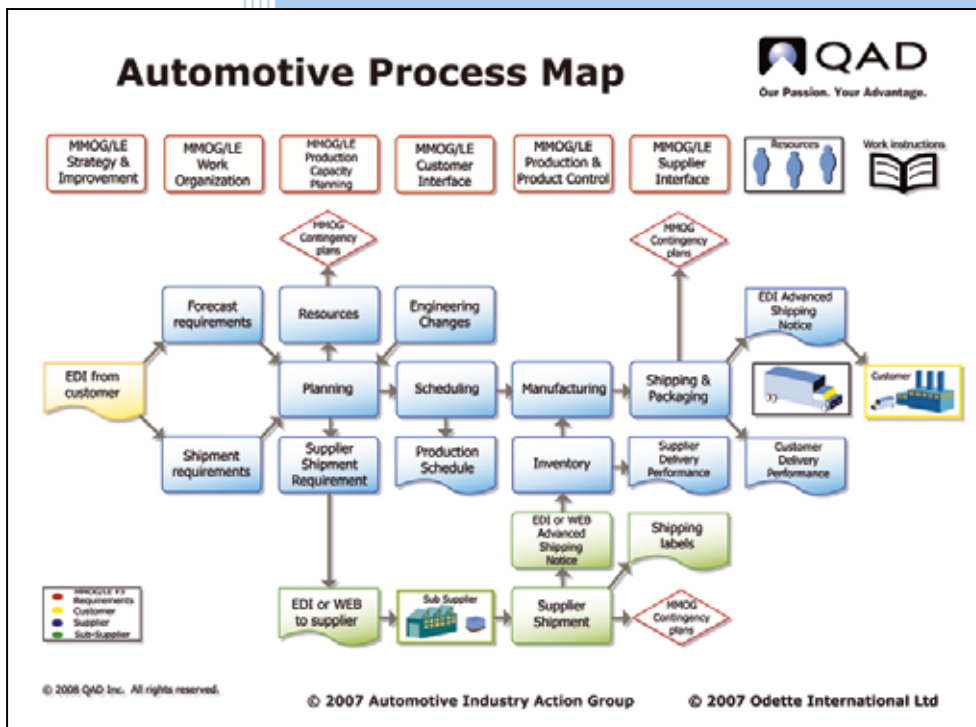 Automotive Process Map
QAD
Our Passion. Your Advantage.
MMOG/LE
Strategy &
Improvement
MMOG/LE
Work
Organization
MMOG/LE
Production
Capacity
Planning
MMOG/LE
Customer
Interface
MMOG/LE
Production &
Product Control
MMOG/LE
Supplier
Interface
Resources
Work instructions
MMOG
Contingency
plans
MMOG
Contingency
plans
Forecast
requirements
Resources
Engineering
Changes
EDI Advanced
Shipping
Notice
EDI from
customer
Planning
Scheduling
Manufacturing
Shipping &
Packaging
Customer
Shipment
requirements
Supplier
Shipment
Requirement
Production
Schedule
Inventory
Supplier
Delivery
Performance
Customer
Delivery
Performance
EDI or WEB
Advanced
Shipping
Notice
Shipping
labels
MMOG/LE F3
Requirements
Customer
Supplier
Sub-Supplier
EDI or WEB
to supplier
Sub Supplier
Supplier
Shipment
MMOG
Contingency
plans
© 2008 QAD Inc. All rights reserved.
© 2007 Automotive Industry Action Group
© 2007 Odette International Ltd